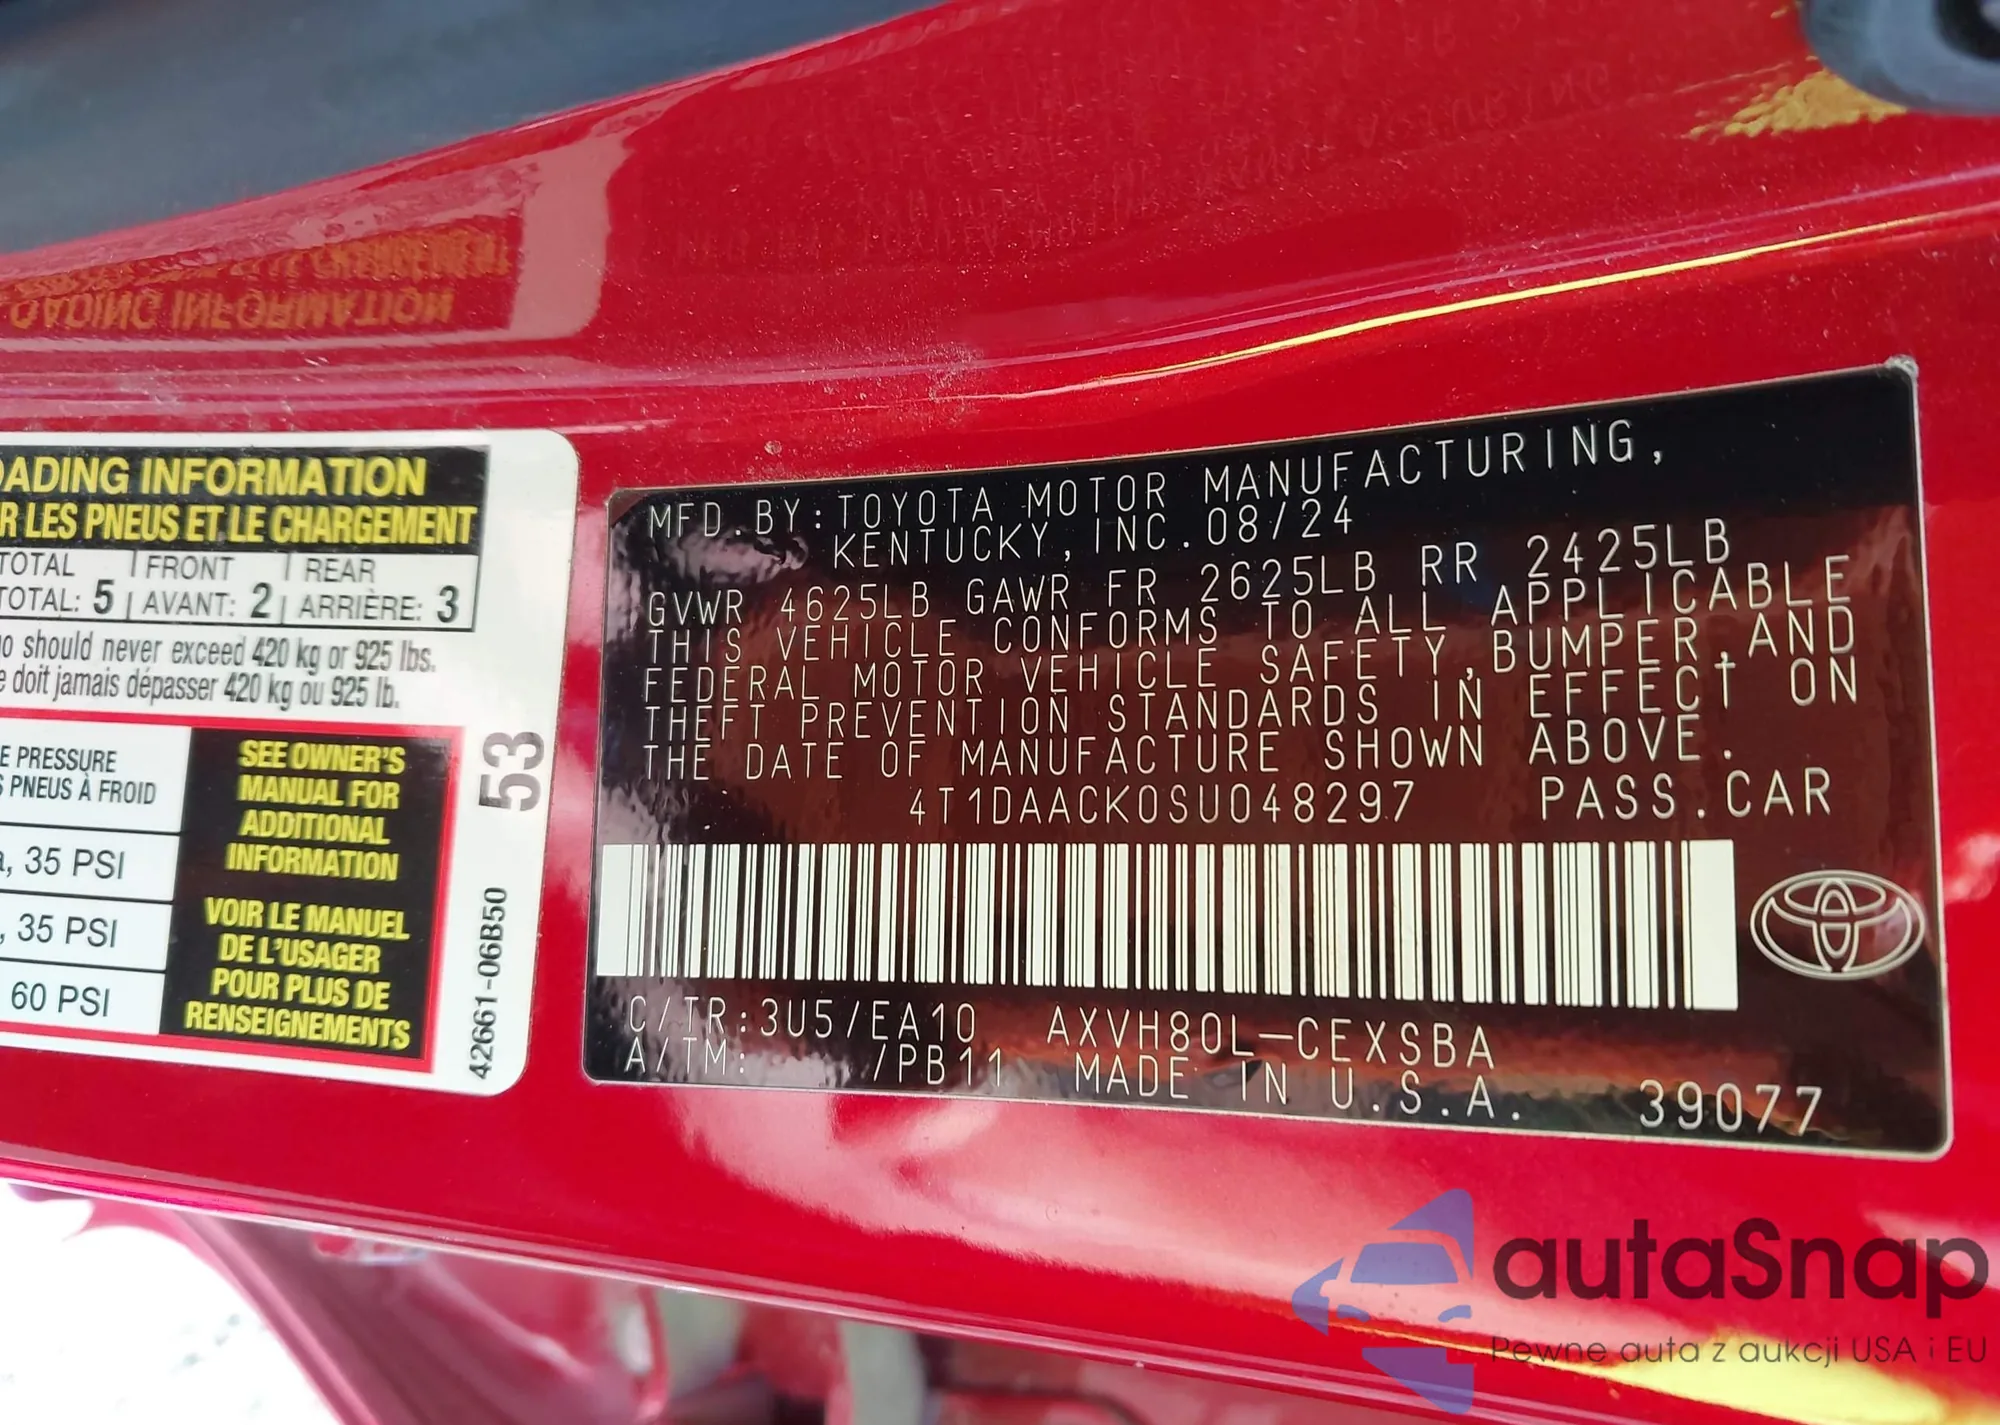 OADING INFORMATION
R LES PNEUS ET LE CHARGEMENT
TOTAL | FRONT | REAR
TOTAL: 5 | AVANT: 2 | ARRIÈRE: 3
o should never exceed 420 kg or 925 lbs.
e doit jamais dépasser 420 kg ou 925 lb.
E PRESSURE
S PNEUS À FROID
, 35 PSI
, 35 PSI
60 PSI
SEE OWNER'S
MANUAL FOR
ADDITIONAL
INFORMATION
VOIR LE MANUEL
DE L'USAGER
POUR PLUS DE
RENSEIGNEMENTS
53
42661-06B50
MFD.BY:TOYOTA MOTOR MANUFACTURING,
KENTUCKY,INC.08/24
GVWR 4625LB GAWR FR 2625LB RR 2425LB
THIS VEHICLE CONFORMS TO ALL APPLICABLE
FEDERAL MOTOR VEHICLE SAFETY,BUMPER,AND
THEFT PREVENTION STANDARDS IN EFFECT ON
THE DATE OF MANUFACTURE SHOWN ABOVE.
4T1DAACK0SU048297 PASS.CAR
C/TR:3U5/EA10 AXVH80L-CEXSBA
A/TM: /PB11 MADE IN U.S.A. 39077
autaSnap
Pewne auta z aukcji USA i EU